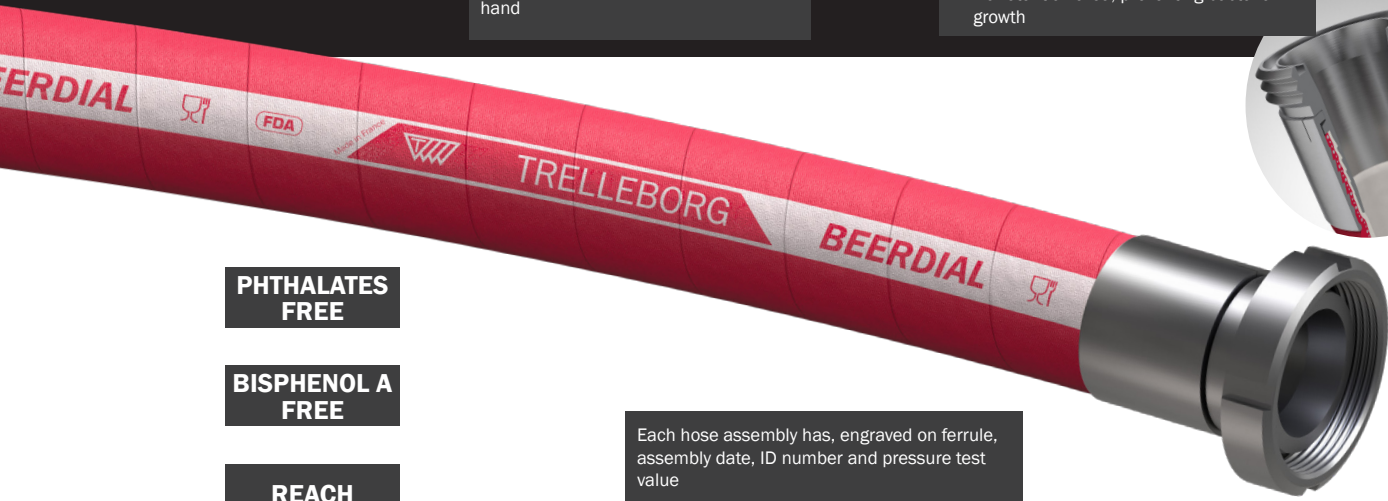 hand
growth
ERDIAL
FDA
Made in France
TRELLEBORG
BEERDIAL
PHTHALATES
FREE
BISPHENOL A
FREE
Each hose assembly has, engraved on ferrule,
assembly date, ID number and pressure test
value
REACH